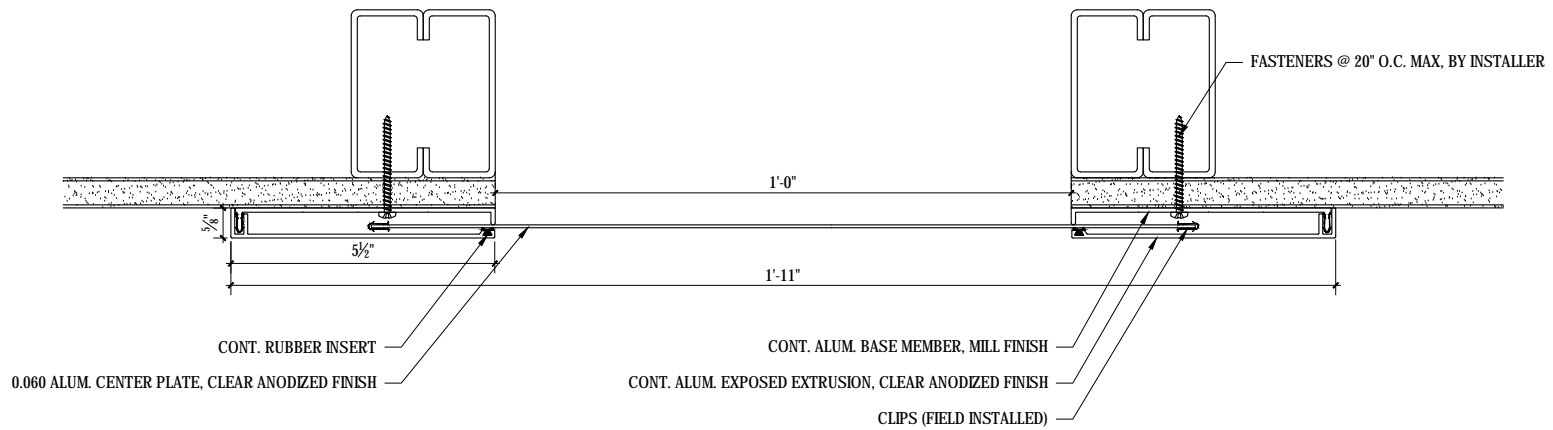 FASTENERS @ 20" O.C. MAX, BY INSTALLER
1'-0"
5/8"
5½"
1'-11"
CONT. RUBBER INSERT
CONT. ALUM. BASE MEMBER, MILL FINISH
0.060 ALUM. CENTER PLATE, CLEAR ANODIZED FINISH
CONT. ALUM. EXPOSED EXTRUSION, CLEAR ANODIZED FINISH
CLIPS (FIELD INSTALLED)